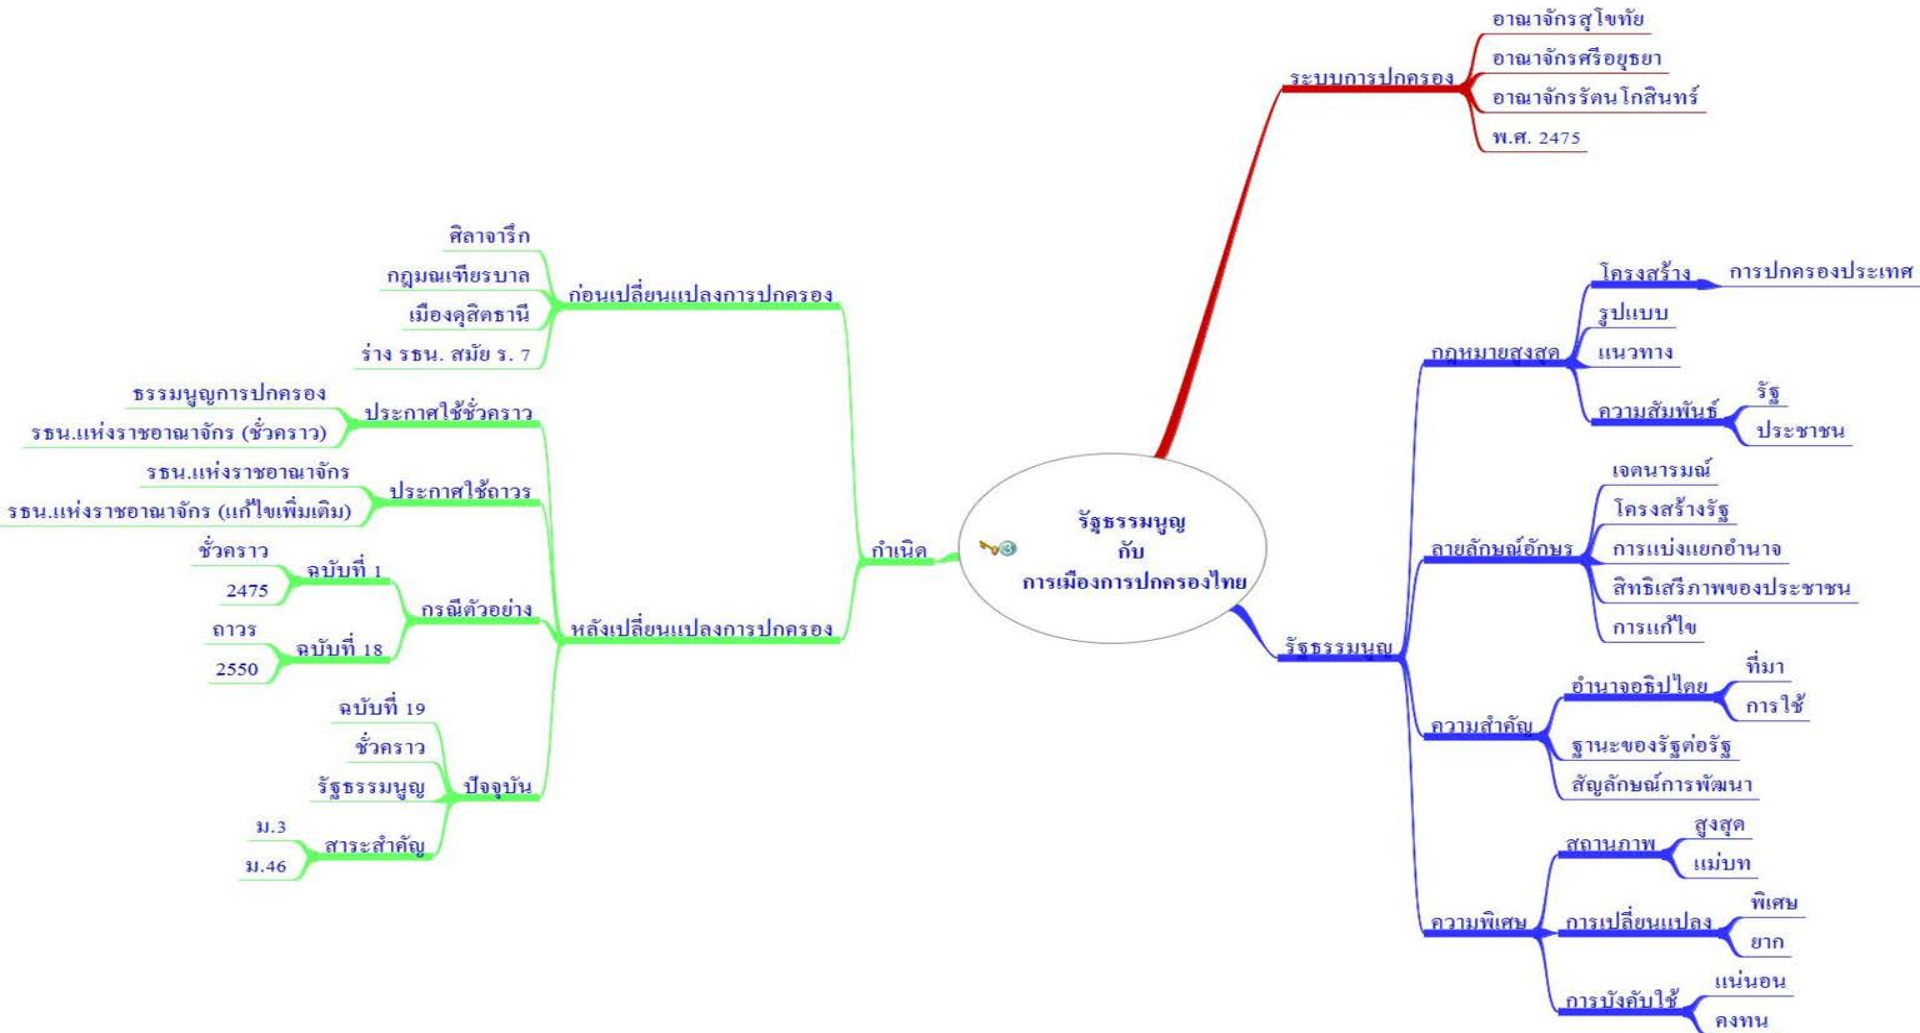 รัฐธรรมนูญ
กับ
การเมืองการปกครองไทย
3
ระบบการปกครอง
อาณาจักรสุโขทัย
อาณาจักรศรีอยุธยา
อาณาจักรรัตนโกสินทร์
พ.ศ. 2475
รัฐธรรมนูญ
กฎหมายสูงสุด
โครงสร้าง
การปกครองประเทศ
รูปแบบ
แนวทาง
ความสัมพันธ์
รัฐ
ประชาชน
ลายลักษณ์อักษร
เจตนารมณ์
โครงสร้างรัฐ
การแบ่งแยกอำนาจ
สิทธิเสรีภาพของประชาชน
การแก้ไข
ความสำคัญ
อำนาจอธิปไตย
ที่มา
การใช้
ฐานะของรัฐต่อรัฐ
สัญลักษณ์การพัฒนา
ความพิเศษ
สถานภาพ
สูงสุด
แม่บท
การเปลี่ยนแปลง
พิเศษ
ยาก
การบังคับใช้
แน่นอน
คงทน
กำเนิด
ก่อนเปลี่ยนแปลงการปกครอง
ศิลาจารึก
กฎมณเฑียรบาล
เมืองดุสิตธานี
ร่าง รธน. สมัย ร. 7
หลังเปลี่ยนแปลงการปกครอง
ประกาศใช้ชั่วคราว
ธรรมนูญการปกครอง
รธน.แห่งราชอาณาจักร (ชั่วคราว)
ประกาศใช้ถาวร
รธน.แห่งราชอาณาจักร
รธน.แห่งราชอาณาจักร (แก้ไขเพิ่มเติม)
กรณีตัวอย่าง
ฉบับที่ 1
ชั่วคราว
2475
ฉบับที่ 18
ถาวร
2550
ปัจจุบัน
ฉบับที่ 19
ชั่วคราว
รัฐธรรมนูญ
สาระสำคัญ
ม.3
ม.46